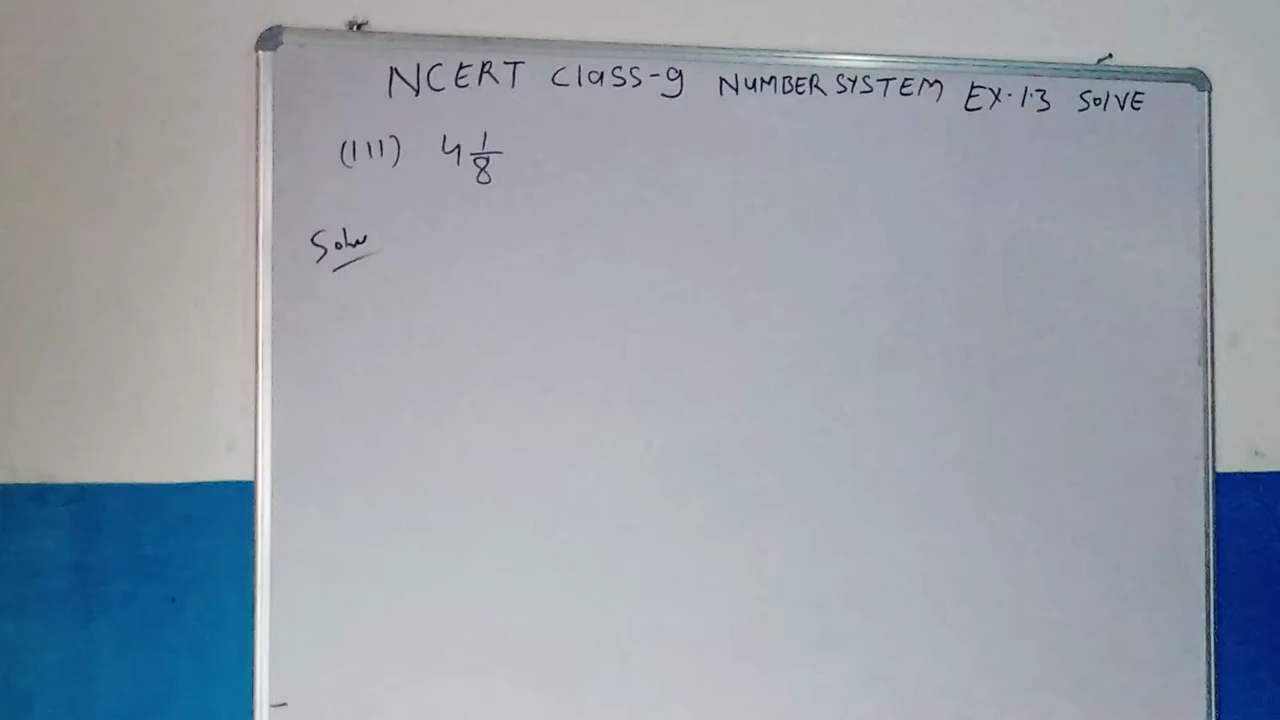 NCERT Class-9 NUMBER SYSTEM EX.1.3 SOLVE
(III) 4 1/8
Soln